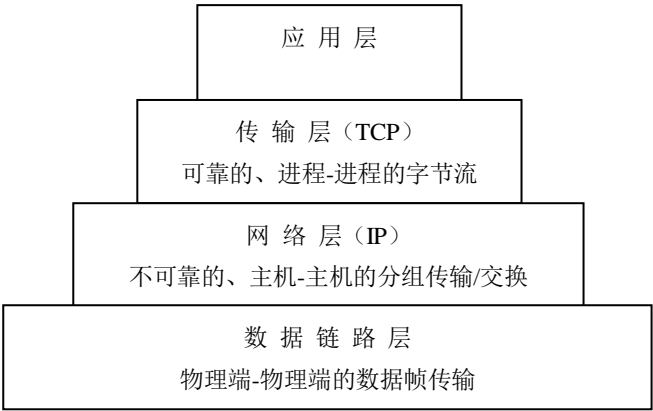 应 用 层
传 输 层（TCP）
可靠的、进程-进程的字节流
网 络 层（IP）
不可靠的、主机-主机的分组传输/交换
数 据 链 路 层
物理端-物理端的数据帧传输